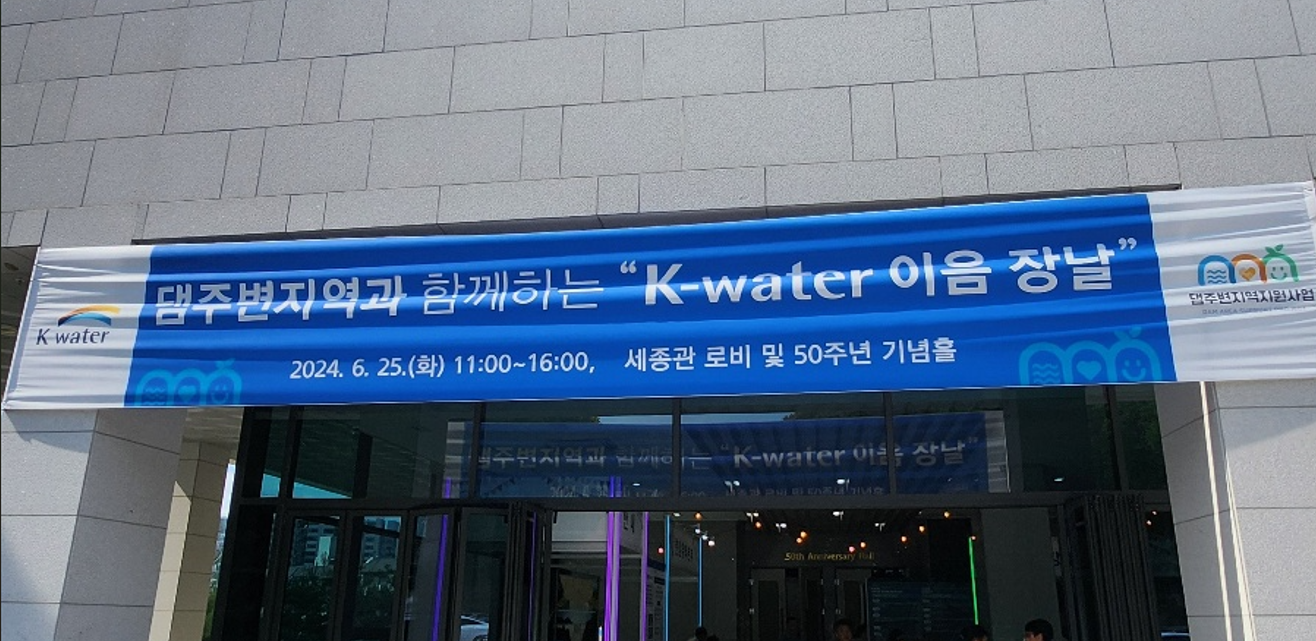 댐주변지역과 함께하는 “K-water 이음 장날”
2024. 6. 25.(화) 11:00~16:00, 세종관 로비 및 50주년 기념홀
K water
댐주변지역지원사업
댐주변지역과 함께하는 “K-water 이음 장날”
50th Anniversary Hall